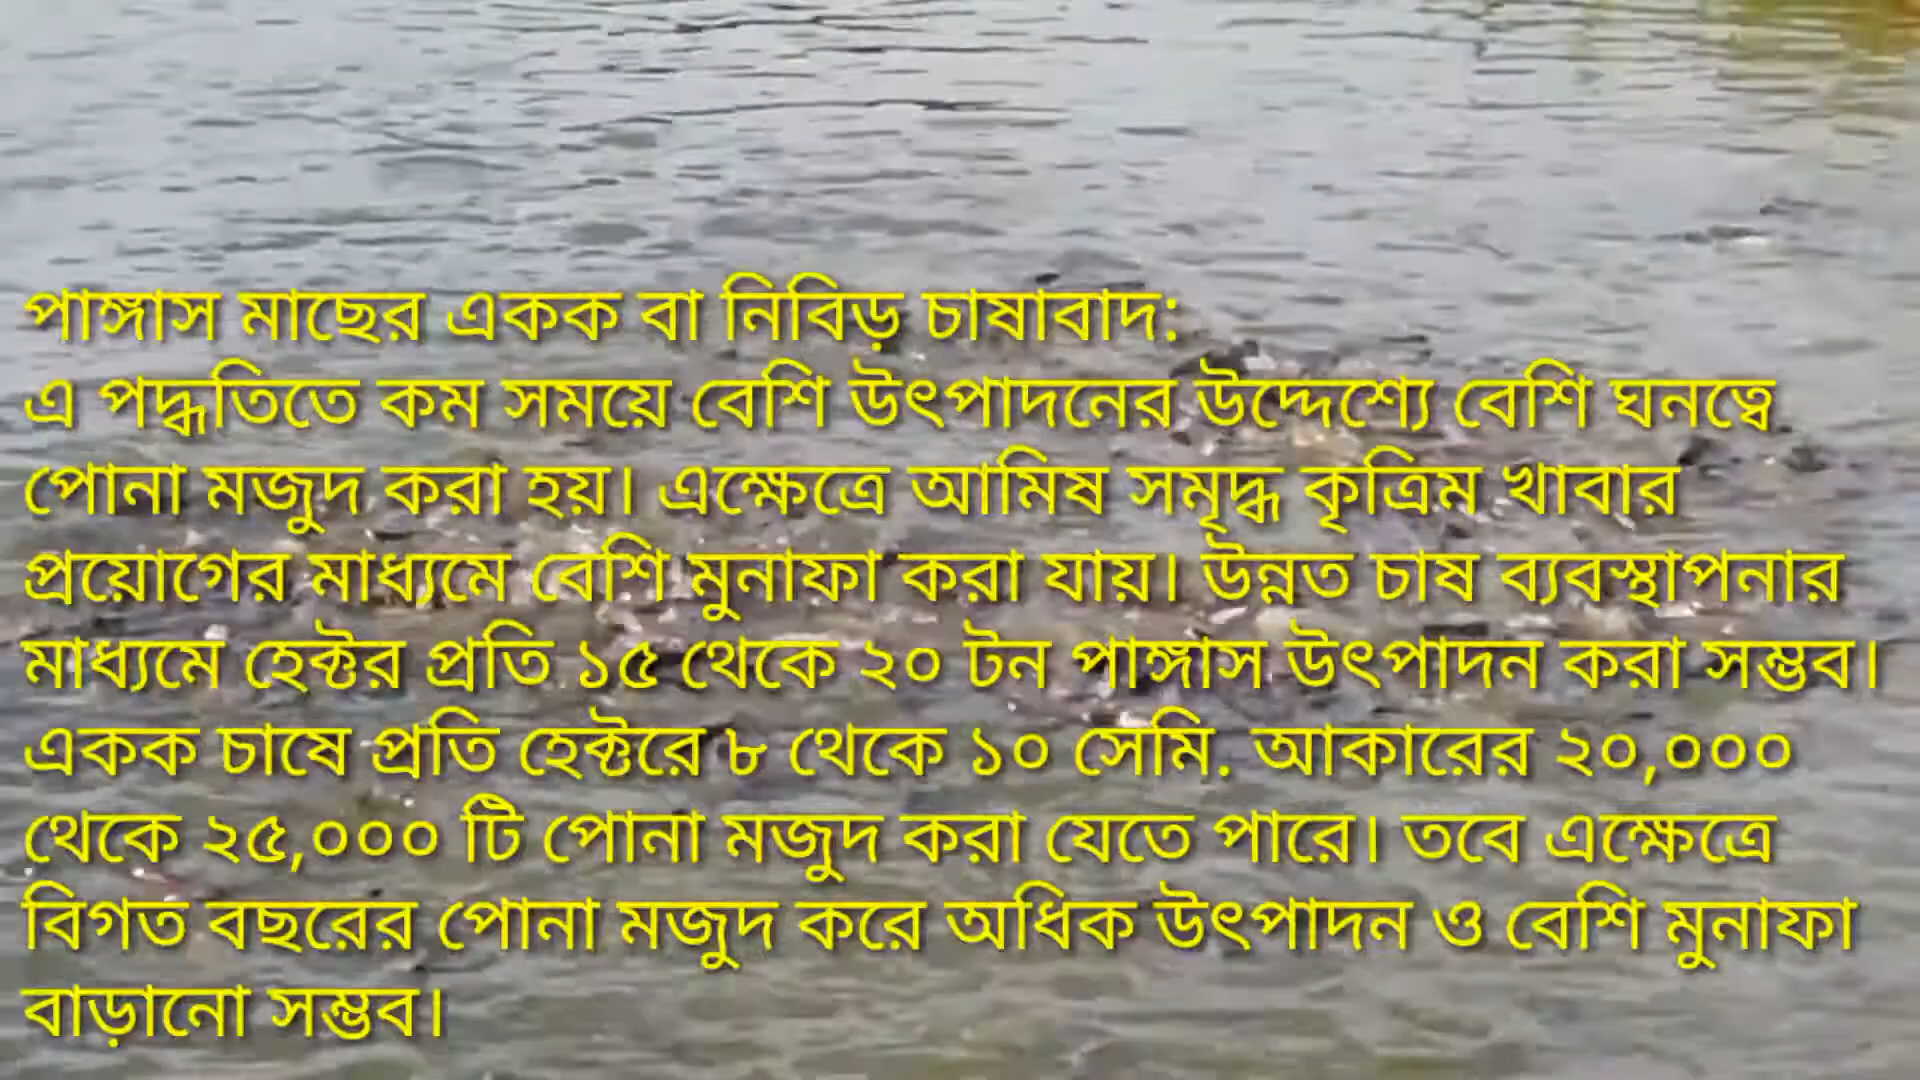 পাঙ্গাস মাছের একক বা নিবিড় চাষাবাদ:
এ পদ্ধতিতে কম সময়ে বেশি উৎপাদনের উদ্দেশ্যে বেশি ঘনত্বে
পোনা মজুদ করা হয়। এক্ষেত্রে আমিষ সমৃদ্ধ কৃত্রিম খাবার
প্রয়োগের মাধ্যমে বেশি মুনাফা করা যায়। উন্নত চাষ ব্যবস্থাপনার
মাধ্যমে হেক্টর প্রতি ১৫ থেকে ২০ টন পাঙ্গাস উৎপাদন করা সম্ভব।
একক চাষে প্রতি হেক্টরে ৮ থেকে ১০ সেমি. আকারের ২০,০০০
থেকে ২৫,০০০ টি পোনা মজুদ করা যেতে পারে। তবে এক্ষেত্রে
বিগত বছরের পোনা মজুদ করে অধিক উৎপাদন ও বেশি মুনাফা
বাড়ানো সম্ভব।